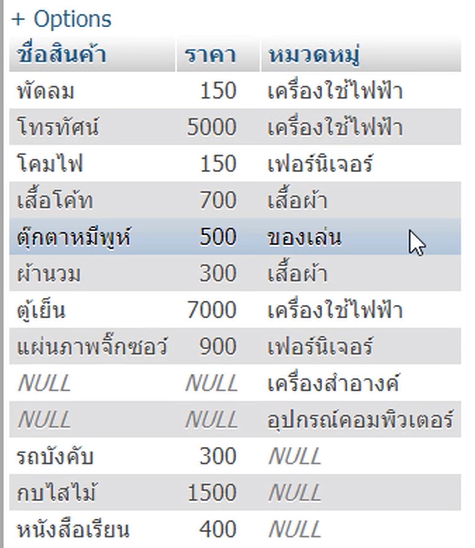 + Options
ชื่อสินค้า ราคา หมวดหมู่
พัดลม 150 เครื่องใช้ไฟฟ้า
โทรทัศน์ 5000 เครื่องใช้ไฟฟ้า
โคมไฟ 150 เฟอร์นิเจอร์
เสื้อโค้ท 700 เสื้อผ้า
ตุ๊กตาหมีพูห์ 500 ของเล่น
ผ้านวม 300 เสื้อผ้า
ตู้เย็น 7000 เครื่องใช้ไฟฟ้า
แผ่นภาพจิ๊กซอว์ 900 เฟอร์นิเจอร์
NULL NULL เครื่องสำอางค์
NULL NULL อุปกรณ์คอมพิวเตอร์
รถบังคับ 300 NULL
กบไสไม้ 1500 NULL
หนังสือเรียน 400 NULL